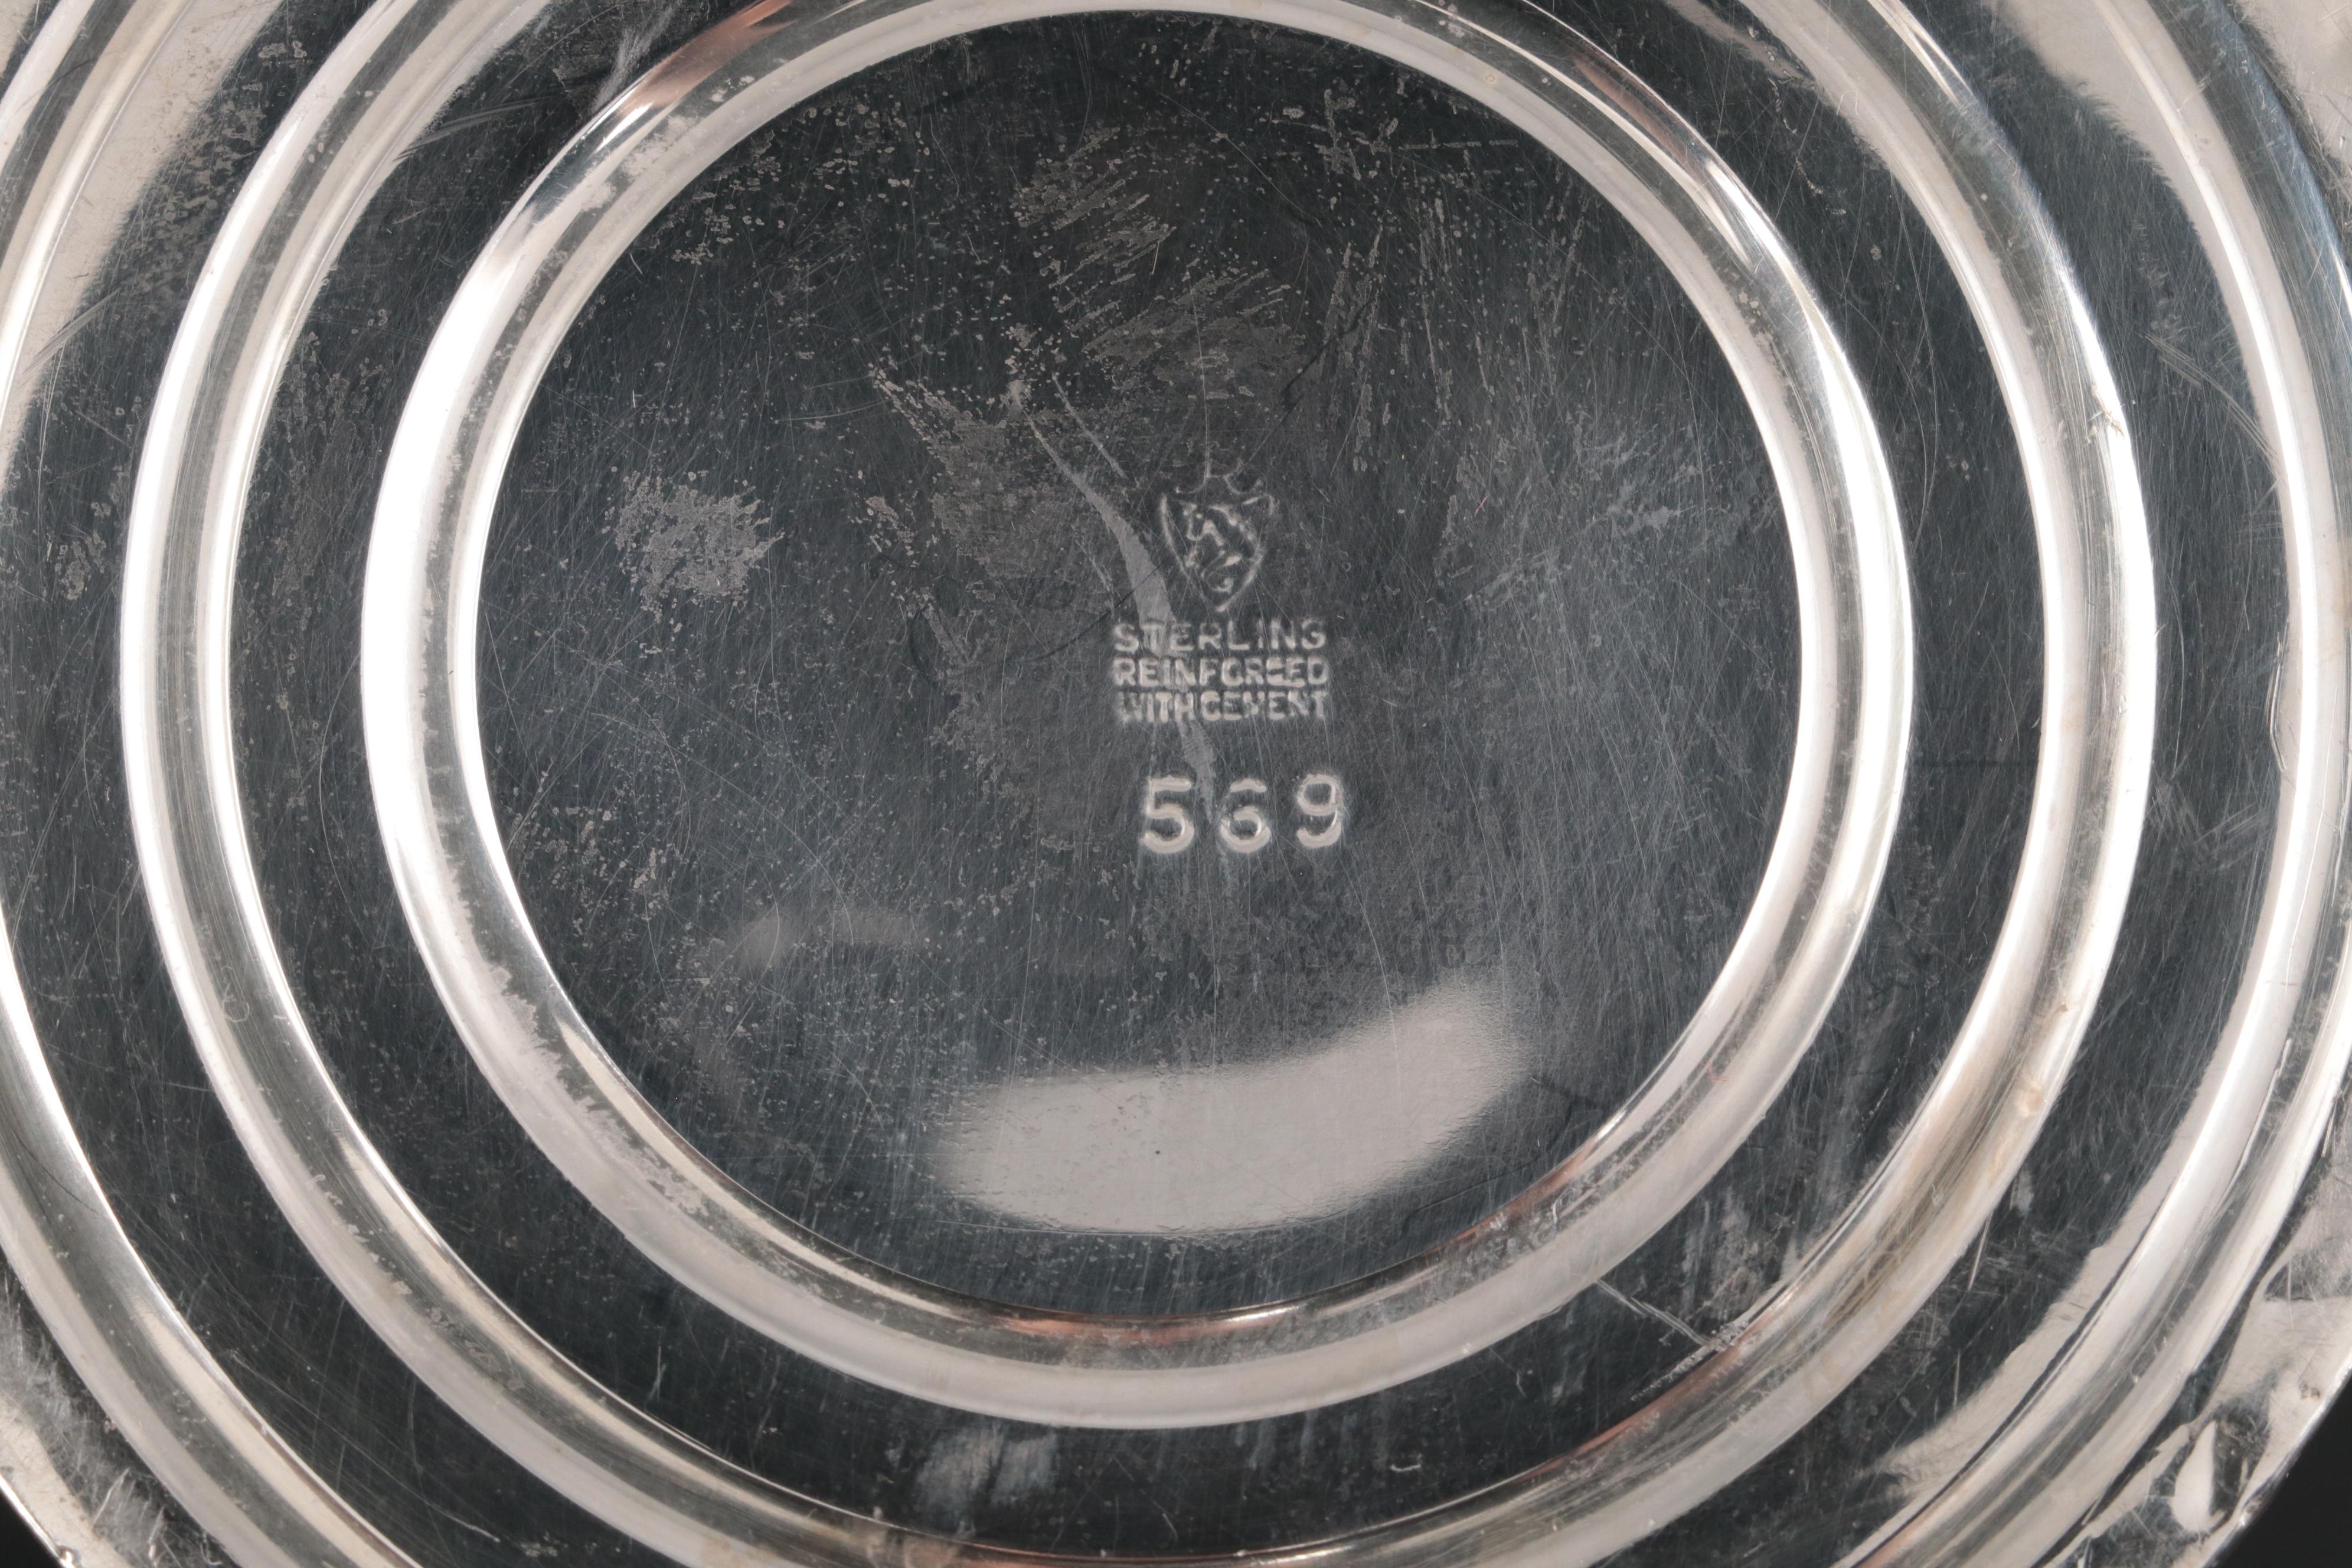 STERLING
REINFORCED
WITH CEMENT
569